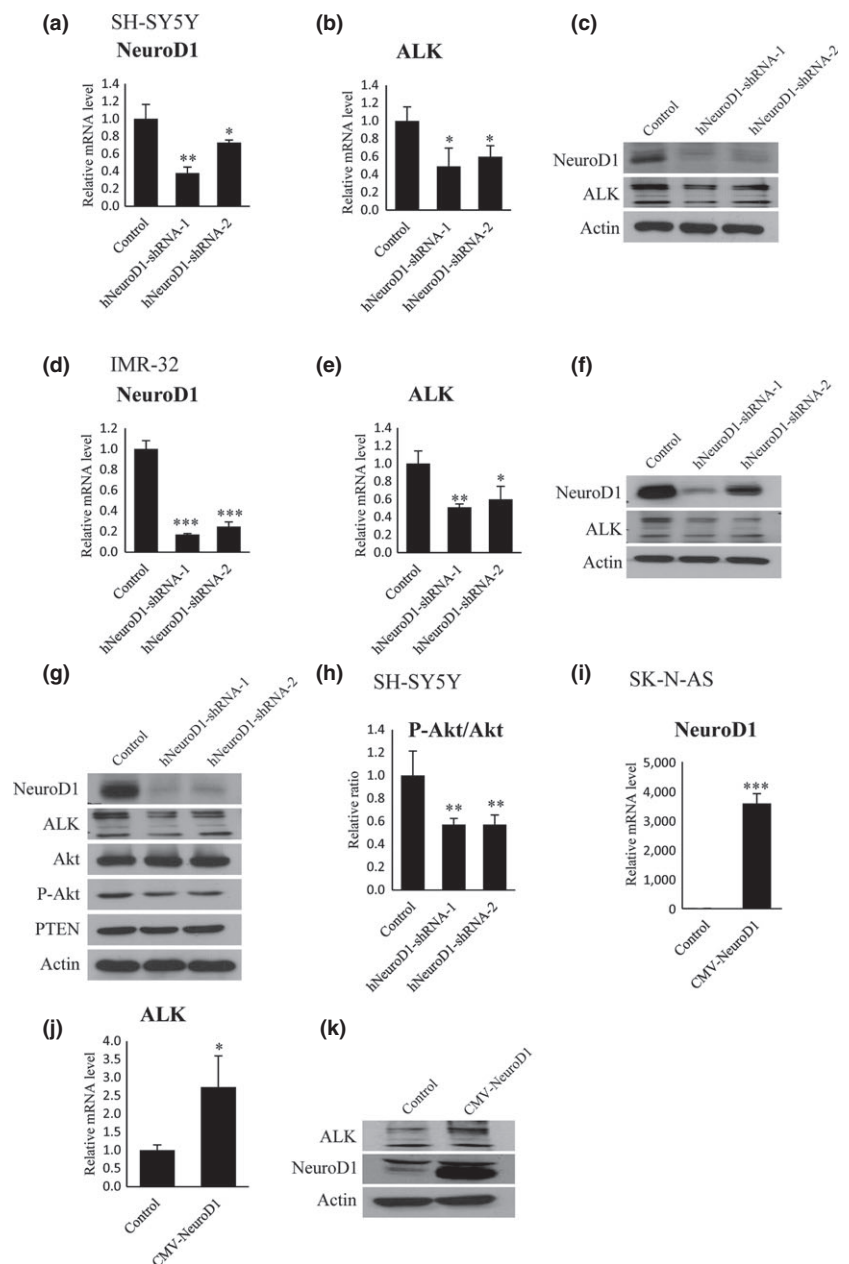 (a) SH-SY5Y
NeuroD1
Relative mRNA level
1.4
1.2
1.0
0.8
0.6
0.4
0.2
0.0
**
*
Control
hNeuroD1-shRNA-1
hNeuroD1-shRNA-2
(b)
ALK
Relative mRNA level
1.4
1.2
1.0
0.8
0.6
0.4
0.2
0.0
*
*
Control
hNeuroD1-shRNA-1
hNeuroD1-shRNA-2
(c)
Control
hNeuroD1-shRNA-1
hNeuroD1-shRNA-2
NeuroD1
ALK
Actin
(d) IMR-32
NeuroD1
Relative mRNA level
1.2
1.0
0.8
0.6
0.4
0.2
0
***
***
Control
hNeuroD1-shRNA-1
hNeuroD1-shRNA-2
(e)
ALK
Relative mRNA level
1.4
1.2
1.0
0.8
0.6
0.4
0.2
0
**
*
Control
hNeuroD1-shRNA-1
hNeuroD1-shRNA-2
(f)
Control
hNeuroD1-shRNA-1
hNeuroD1-shRNA-2
NeuroD1
ALK
Actin
(g)
Control
hNeuroD1-shRNA-1
hNeuroD1-shRNA-2
NeuroD1
ALK
Akt
P-Akt
PTEN
Actin
(h) SH-SY5Y
P-Akt/Akt
Relative ratio
1.4
1.2
1.0
0.8
0.6
0.4
0.2
0.0
**
**
Control
hNeuroD1-shRNA-1
hNeuroD1-shRNA-2
(i) SK-N-AS
NeuroD1
Relative mRNA level
5,000
4,000
3,000
2,000
1,000
0
***
Control
CMV-NeuroD1
(j)
ALK
Relative mRNA level
4.0
3.5
3.0
2.5
2.0
1.5
1.0
0.5
0.0
*
Control
CMV-NeuroD1
(k)
Control
CMV-NeuroD1
ALK
NeuroD1
Actin